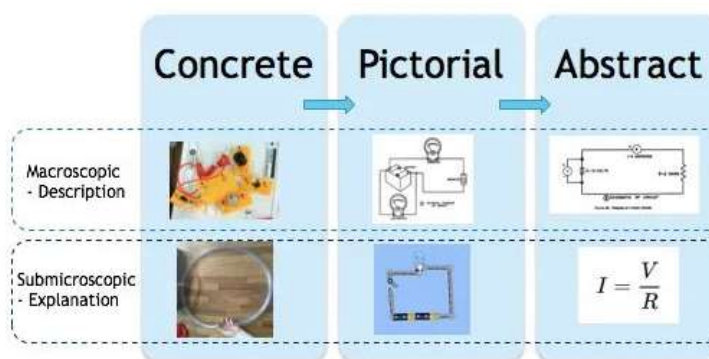 Concrete
Pictorial
Abstract
Macroscopic
- Description
Submicroscopic
- Explanation
I = V
R